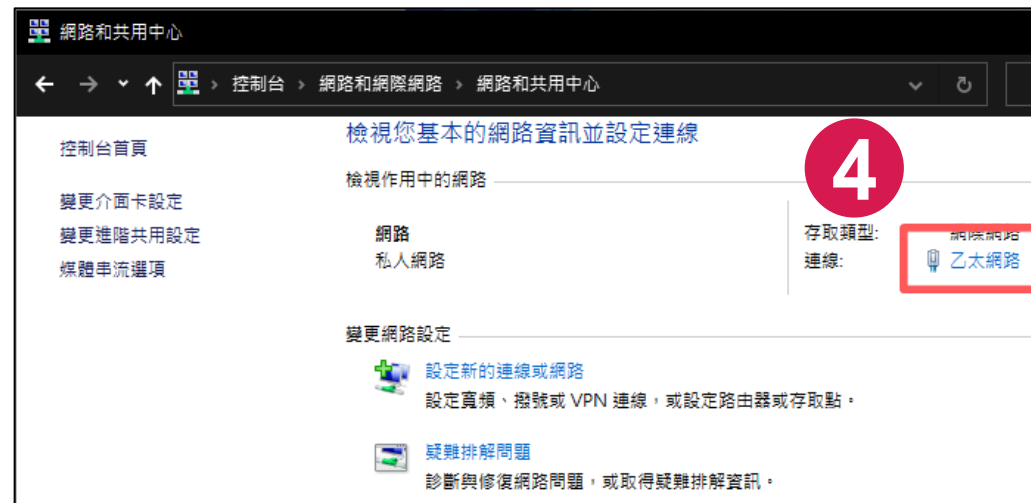 網路和共用中心
控制台 › 網路和網際網路 › 網路和共用中心
檢視您基本的網路資訊並設定連線
控制台首頁
4
檢視作用中的網路
變更介面卡設定
變更進階共用設定
媒體串流選項
網路
私人網路
存取類型: 網際網路
連線: 乙太網路
變更網路設定
設定新的連線或網路
設定寬頻、撥號或 VPN 連線，或設定路由器或存取點。
疑難排解問題
診斷與修復網路問題，或取得疑難排解資訊。